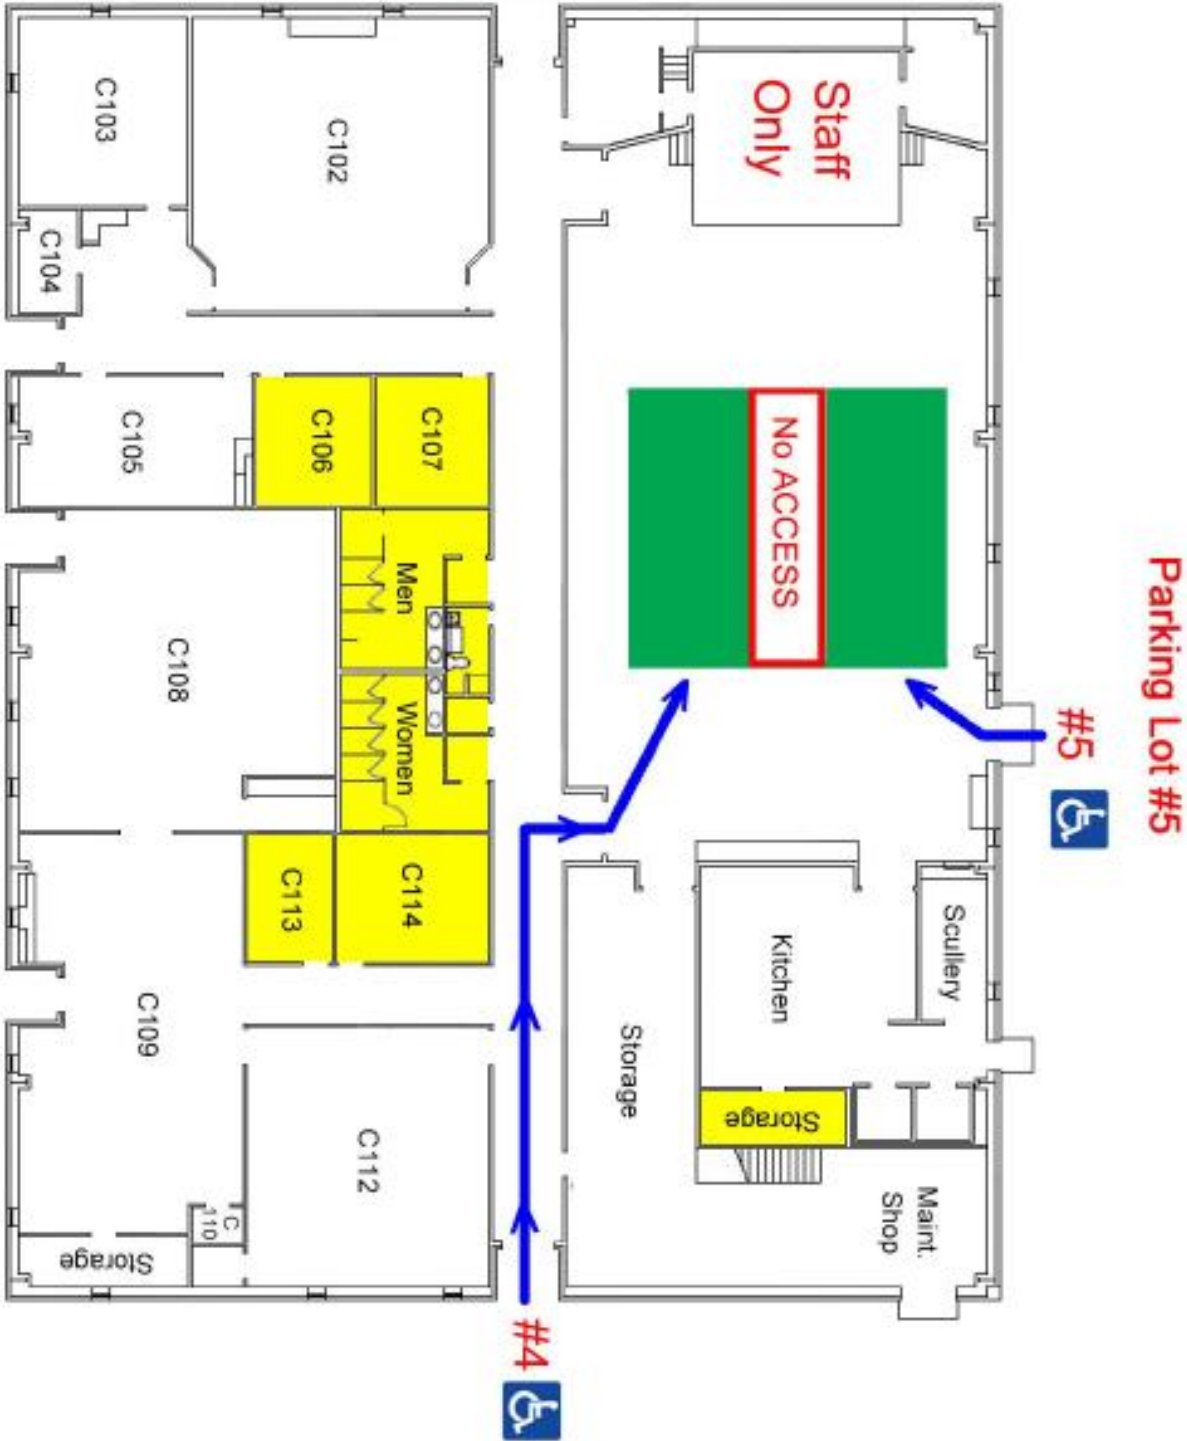 Parking Lot #5
#5
Staff
Only
No ACCESS
Scullery
Kitchen
Storage
Storage
Maint.
Shop
#4
C103
C102
C104
C105
C106
C107
Men
Women
C108
C113
C114
C109
C112
C
110
Storage